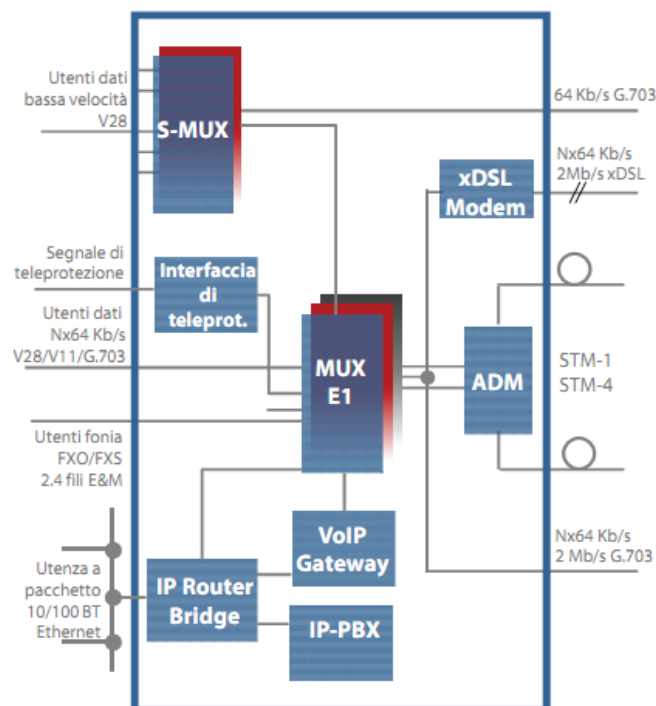 Utenti dati
bassa velocità
V28
S-MUX
64 Kb/s G.703
Nx64 Kb/s
2Mb/s xDSL
xDSL
Modem
Segnale di
teleprotezione
Interfaccia
di
teleprot.
Utenti dati
Nx64 Kb/s
V28/V11/G.703
MUX
E1
ADM
STM-1
STM-4
Utenti fonia
FXO/FXS
2.4 fili E&M
VoIP
Gateway
Nx64 Kb/s
2 Mb/s G.703
Utenza a
pacchetto
10/100 BT
Ethernet
IP Router
Bridge
IP-PBX